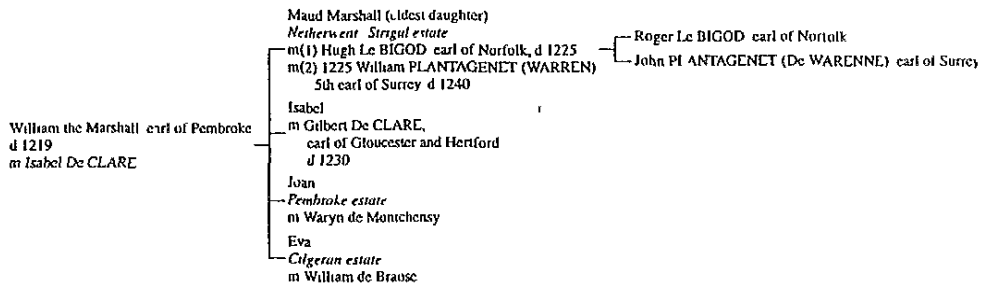 William the Marshall earl of Pembroke
d 1219
m Isabel De CLARE
Maud Marshall (eldest daughter)
Netherwent Strigul estate
m(1) Hugh Le BIGOD earl of Norfolk, d 1225
m(2) 1225 William PLANTAGENET (WARREN)
5th earl of Surrey d 1240
Roger Le BIGOD earl of Norfolk
John PLANTAGENET (De WARENNE) earl of Surrey
Isabel
m Gilbert De CLARE,
earl of Gloucester and Hertford
d 1230
Joan
Pembroke estate
m Waryn de Montchensy
Eva
Cilgeran estate
m William de Braose